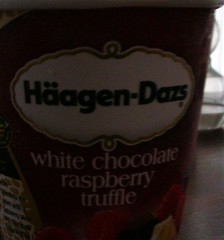 Häagen-Dazs
white chocolate
raspberry
truffle